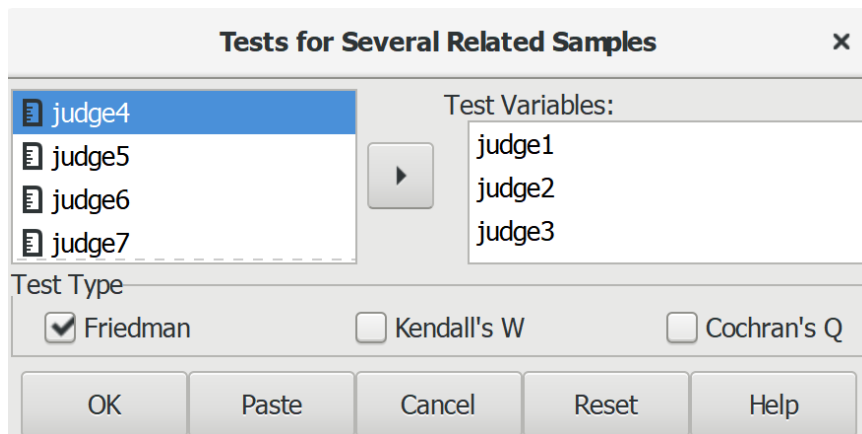 Tests for Several Related Samples
judge4
judge5
judge6
judge7
Test Variables:
judge1
judge2
judge3
Test Type
Friedman
Kendall's W
Cochran's Q
OK
Paste
Cancel
Reset
Help